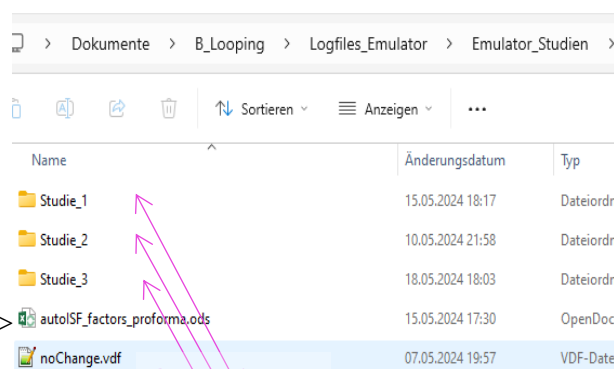 > Dokumente > B_Looping > Logfiles_Emulator > Emulator_Studien >
Sortieren Anzeigen ...
Name Änderungsdatum Typ
Studie_1 15.05.2024 18:17 Dateiordn
Studie_2 10.05.2024 21:58 Dateiordn
Studie_3 18.05.2024 18:03 Dateiordn
> autoISF_factors_proforma.ods 15.05.2024 17:30 OpenDoc
noChange.vdf 07.05.2024 19:57 VDF-Date